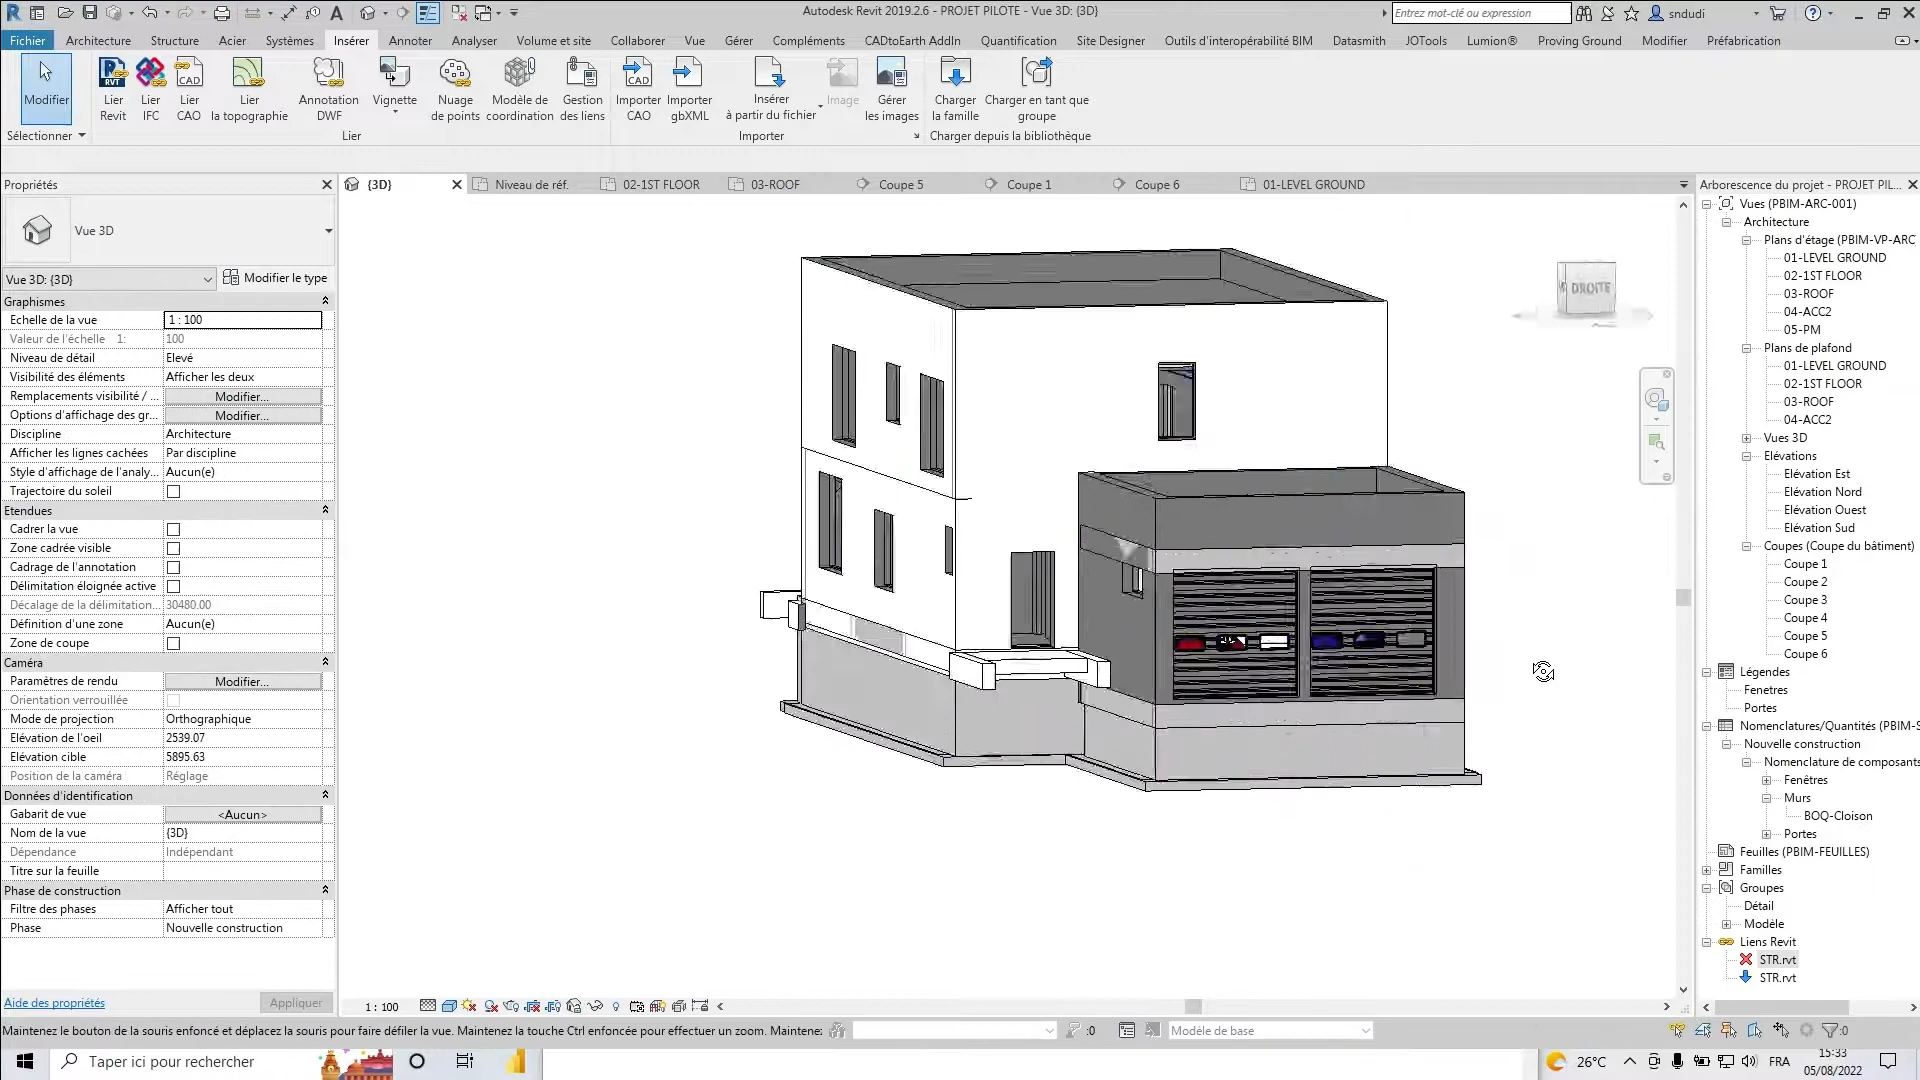 Autodesk Revit 2019.2.6 - PROJET PILOTE - Vue 3D: {3D}
Entrez mot-clé ou expression
sndudi
Fichier Architecture Structure Acier Systèmes Insérer Annoter Analyser Volume et site Collaborer Vue Gérer Compléments CADtoEarth AddIn Quantification Site Designer Outils d'interopérabilité BIM Datasmith JOTools Lumion® Proving Ground Modifier Préfabrication
Modifier
Lier Revit
Lier IFC
Lier CAO
Lier la topographie
Annotation DWF
Vignette
Nuage de points
Modèle de coordination
Gestion des liens
Importer CAO
Importer gbXML
Insérer à partir du fichier
Image
Gérer les images
Charger la famille
Charger en tant que groupe
Sélectionner
Lier
Importer
Charger depuis la bibliothèque
Propriétés
{3D} Niveau de réf. 02-1ST FLOOR 03-ROOF Coupe 5 Coupe 1 Coupe 6 01-LEVEL GROUND
Vue 3D
Vue 3D: {3D}
Modifier le type
Graphismes
Echelle de la vue 1 : 100
Valeur de l'échelle 1: 100
Niveau de détail Elevé
Visibilité des éléments Afficher les deux
Remplacements visibilité / ... Modifier...
Options d'affichage des gr... Modifier...
Discipline Architecture
Afficher les lignes cachées Par discipline
Style d'affichage de l'analy... Aucun(e)
Trajectoire du soleil
Etendues
Cadrer la vue
Zone cadrée visible
Cadrage de l'annotation
Délimitation éloignée active
Décalage de la délimitation... 30480.00
Définition d'une zone Aucun(e)
Zone de coupe
Caméra
Paramètres de rendu Modifier...
Orientation verrouillée
Mode de projection Orthographique
Elévation de l'oeil 2539.07
Elévation cible 5895.63
Position de la caméra Réglage
Données d'identification
Gabarit de vue <Aucun>
Nom de la vue {3D}
Dépendance Indépendant
Titre sur la feuille
Phase de construction
Filtre des phases Afficher tout
Phase Nouvelle construction
Aide des propriétés
Appliquer
DROITE
Arborescence du projet - PROJET PIL...
Vues (PBIM-ARC-001)
Architecture
Plans d'étage (PBIM-VP-ARC
01-LEVEL GROUND
02-1ST FLOOR
03-ROOF
04-ACC2
05-PM
Plans de plafond
01-LEVEL GROUND
02-1ST FLOOR
03-ROOF
04-ACC2
Vues 3D
Elévations
Elévation Est
Elévation Nord
Elévation Ouest
Elévation Sud
Coupes (Coupe du bâtiment)
Coupe 1
Coupe 2
Coupe 3
Coupe 4
Coupe 5
Coupe 6
Légendes
Fenetres
Portes
Nomenclatures/Quantités (PBIM-S
Nouvelle construction
Nomenclature de composants
Fenêtres
Murs
BOQ-Cloison
Portes
Feuilles (PBIM-FEUILLES)
Familles
Groupes
Détail
Modèle
Liens Revit
STR.rvt
STR.rvt
1 : 100
Maintenez le bouton de la souris enfoncé et déplacez la souris pour faire défiler la vue. Maintenez la touche Ctrl enfoncée pour effectuer un zoom. Maintene:
:0
Modèle de base
:0
Taper ici pour rechercher
26°C
FRA
15:33
05/08/2022